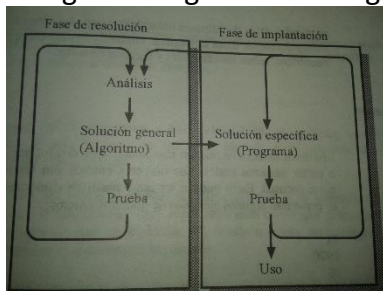 Fase de resolución
Análisis
Solución general
(Algoritmo)
Prueba
Fase de implantación
Solución específica
(Programa)
Prueba
Uso